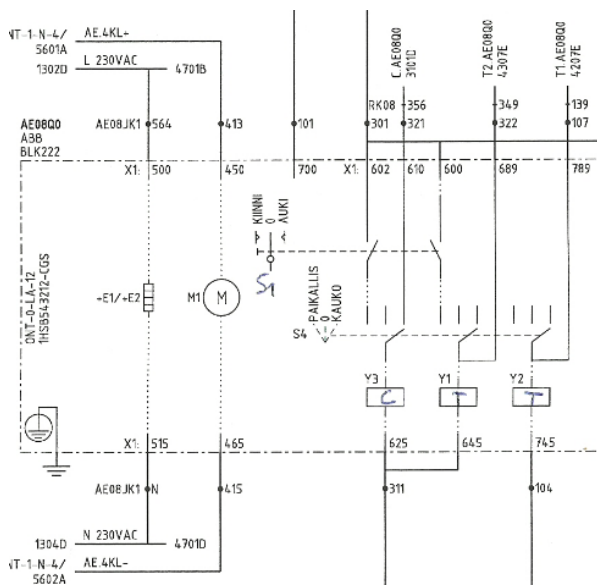 NT-1-N-4/ AE.4KL+
5601A
L 230VAC
1302D 4701B
C.AE08Q0
3101D
T2.AE08Q0
4307E
T1.AE08Q0
4207E
RK08 356 349 139
AE08Q0
ABB
BLK222
AE08JK1 564 413 101 301 321 322 107
X1: 500 450 700 X1: 602 610 600 689 789
KIINNI
0
AUKI
S1
ONT-0-LA-12
1HSB543212-CGS
+E1/+E2 M1 M
PAIKALLIS
0
KAUKO
S4
Y3 Y1 Y2
C T T
X1: 515 465 625 645 745
AE08JK1 N 415 311 104
N 230VAC
1304D 4701D
NT-1-N-4/ AE.4KL-
5602A